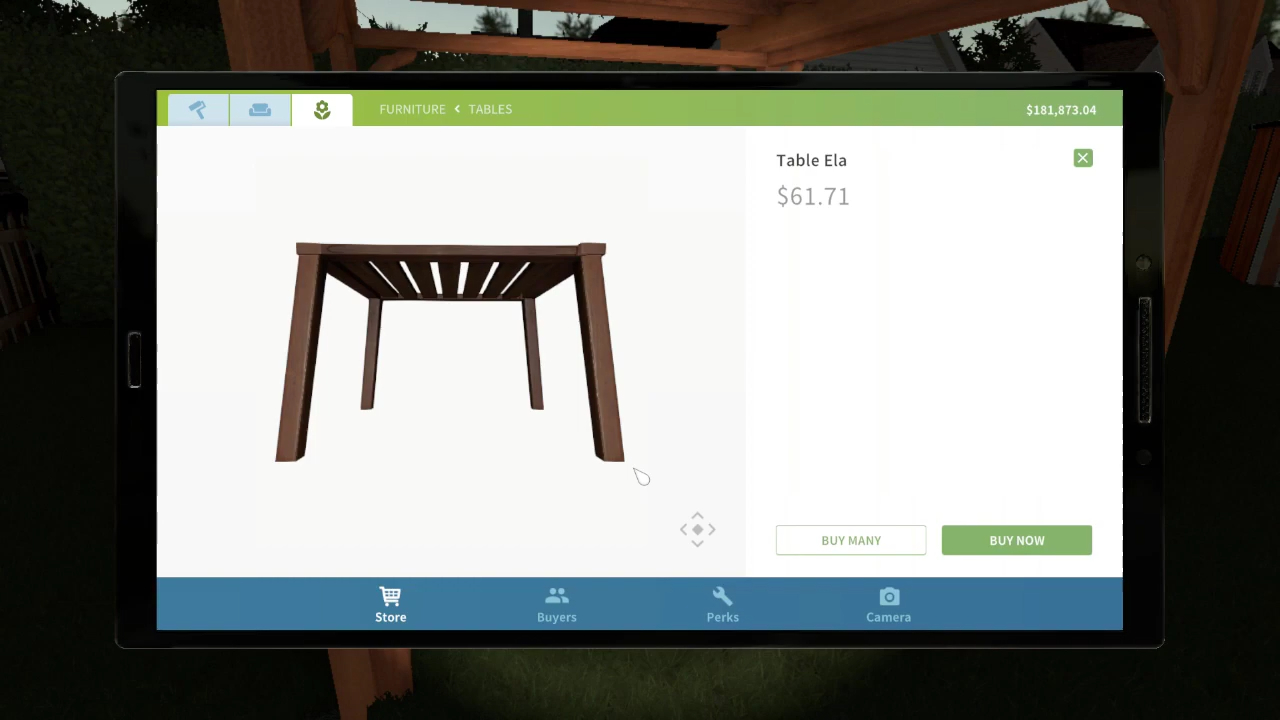 FURNITURE < TABLES
$181,873.04
Table Ela
$61.71
BUY MANY
BUY NOW
Store
Buyers
Perks
Camera